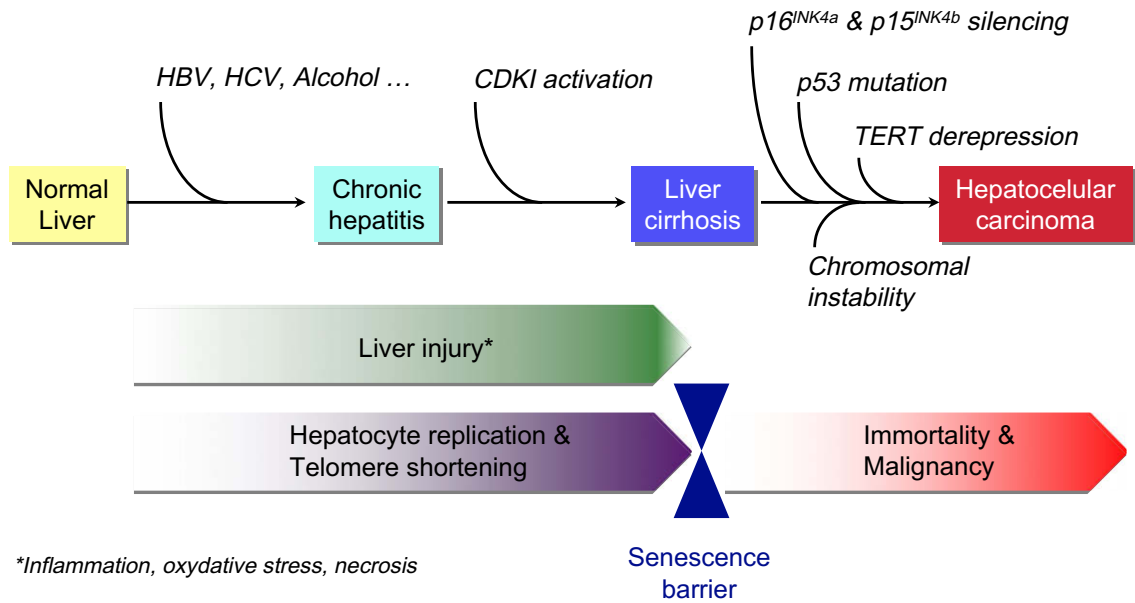 p16INK4a & p15INK4b silencing
HBV, HCV, Alcohol ...
CDKI activation
p53 mutation
TERT derepression
Normal
Liver
Chronic
hepatitis
Liver
cirrhosis
Hepatocelular
carcinoma
Chromosomal
instability
Liver injury*
Hepatocyte replication &
Telomere shortening
Immortality &
Malignancy
Senescence
barrier
*Inflammation, oxydative stress, necrosis